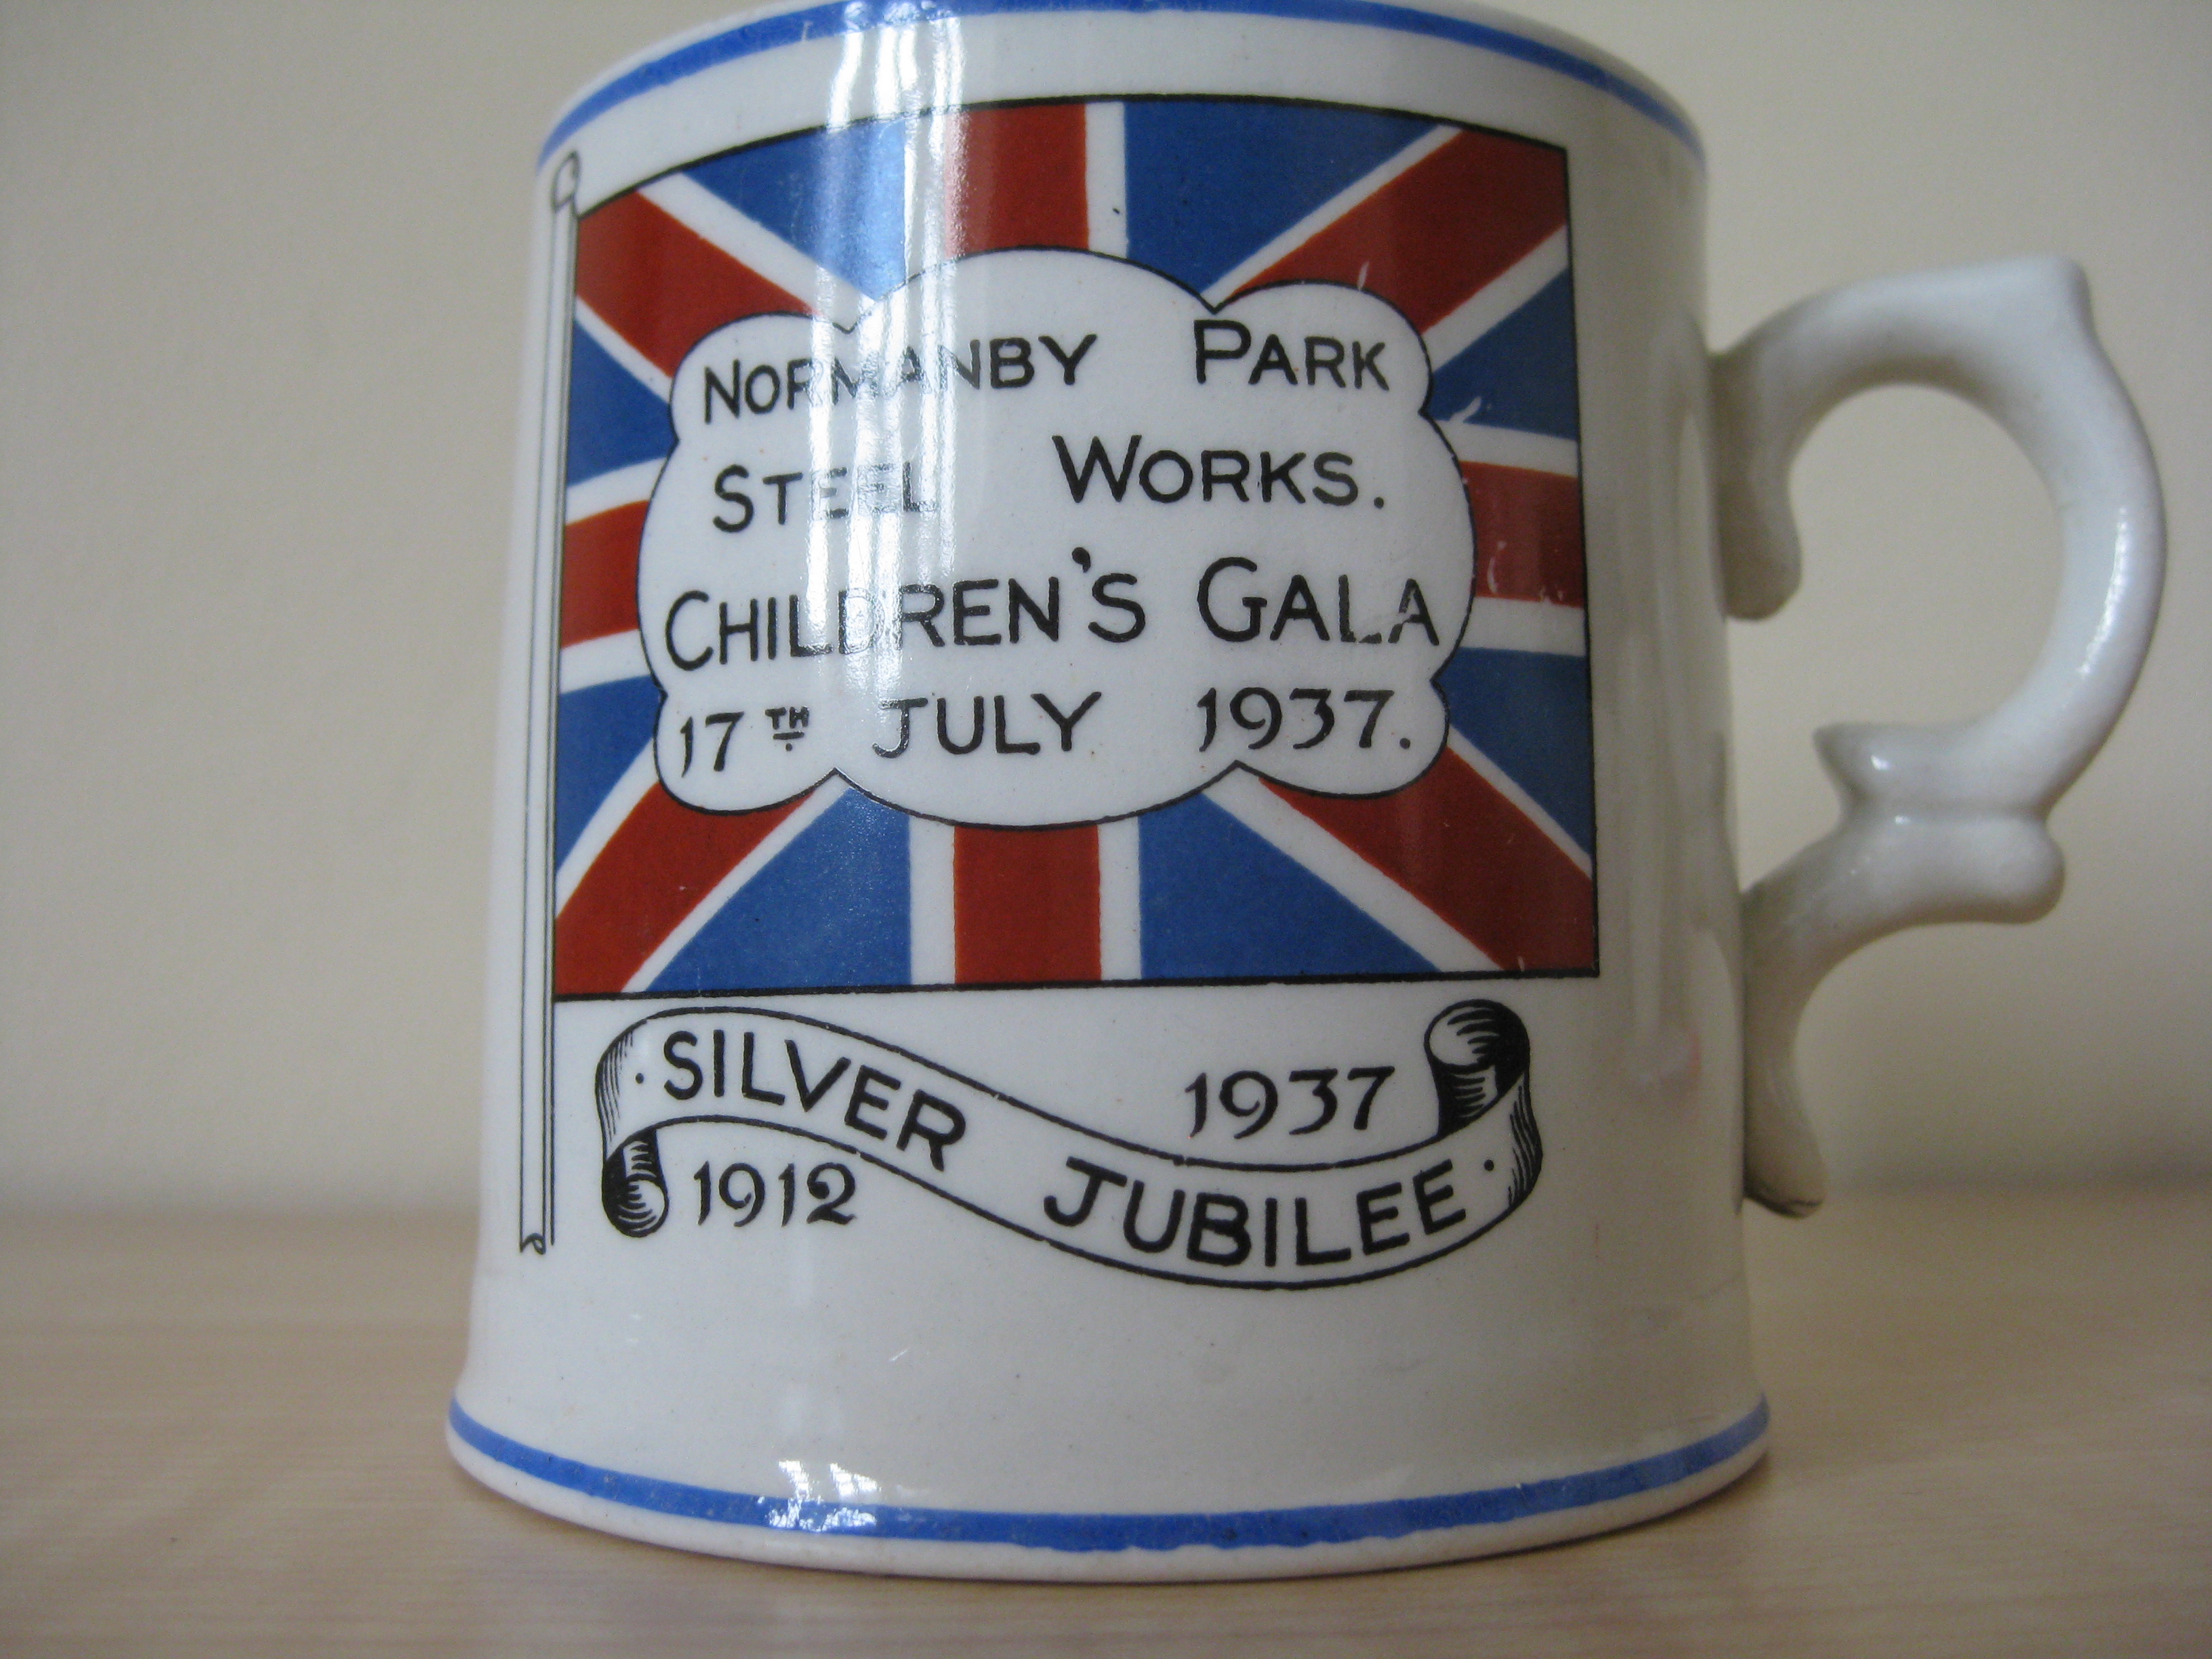 NORMANBY PARK
STEEL WORKS.
CHILDREN'S GALA
17TH JULY 1937.
· SILVER JUBILEE ·
1912 1937